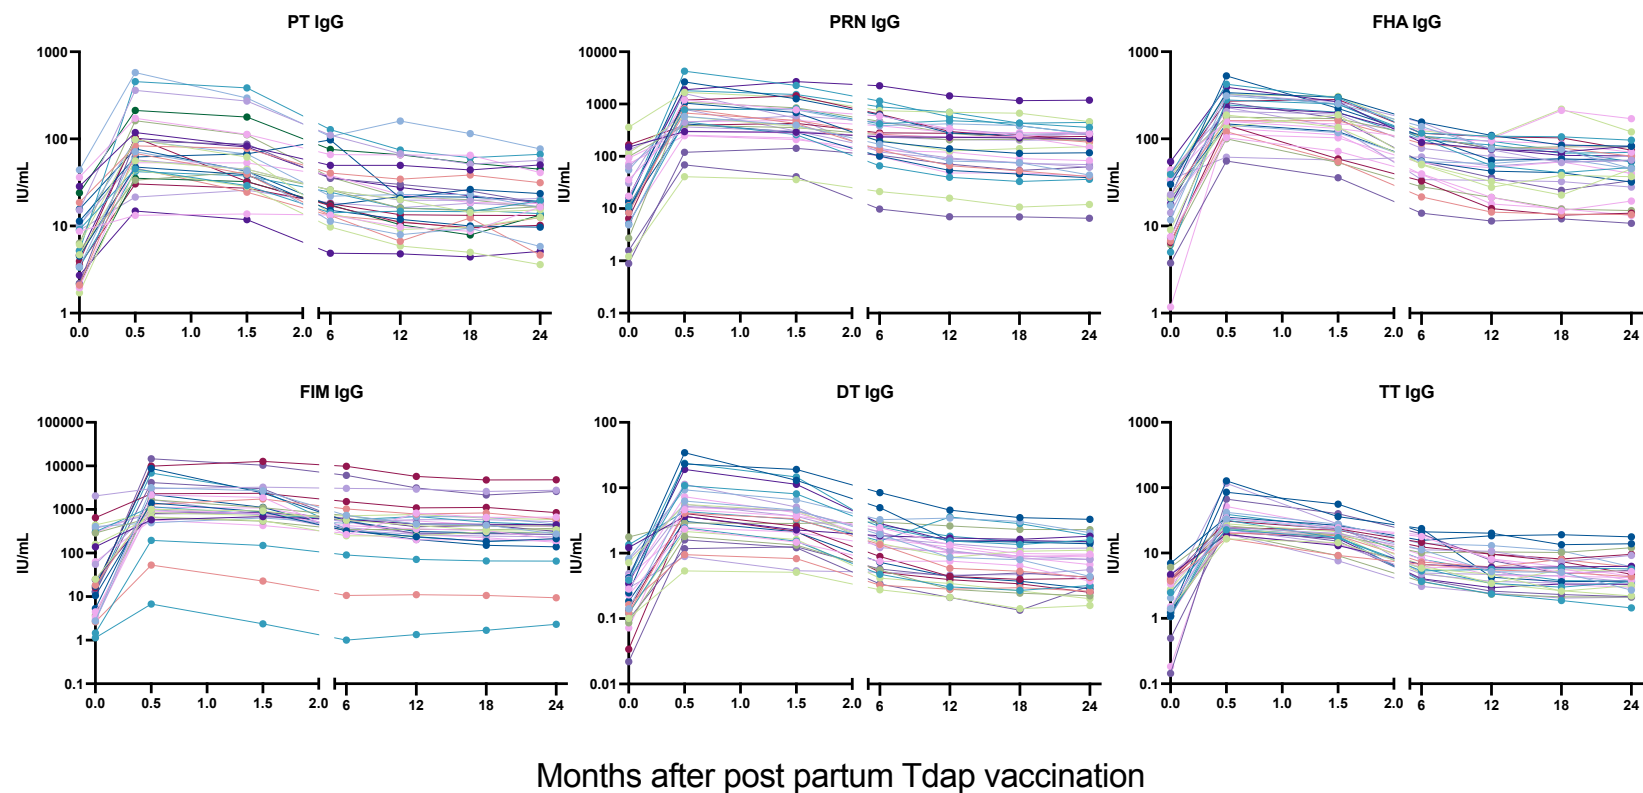 PT IgG PRN IgG FHA IgG
1000 10000 1000
1000
100 100
100
IU/mL IU/mL IU/mL
10
10 10
1
1 0.1 1
0.0 0.5 1.0 1.5 2.0 6 12 18 24 0.0 0.5 1.0 1.5 2.0 6 12 18 24 0.0 0.5 1.0 1.5 2.0 6 12 18 24
FIM IgG DT IgG TT IgG
100000 100 1000
10000
10 100
1000
IU/mL 100 IU/mL 1 IU/mL 10
10
0.1 1
1
0.1 0.01 0.1
0.0 0.5 1.0 1.5 2.0 6 12 18 24 0.0 0.5 1.0 1.5 2.0 6 12 18 24 0.0 0.5 1.0 1.5 2.0 6 12 18 24
Months after post partum Tdap vaccination